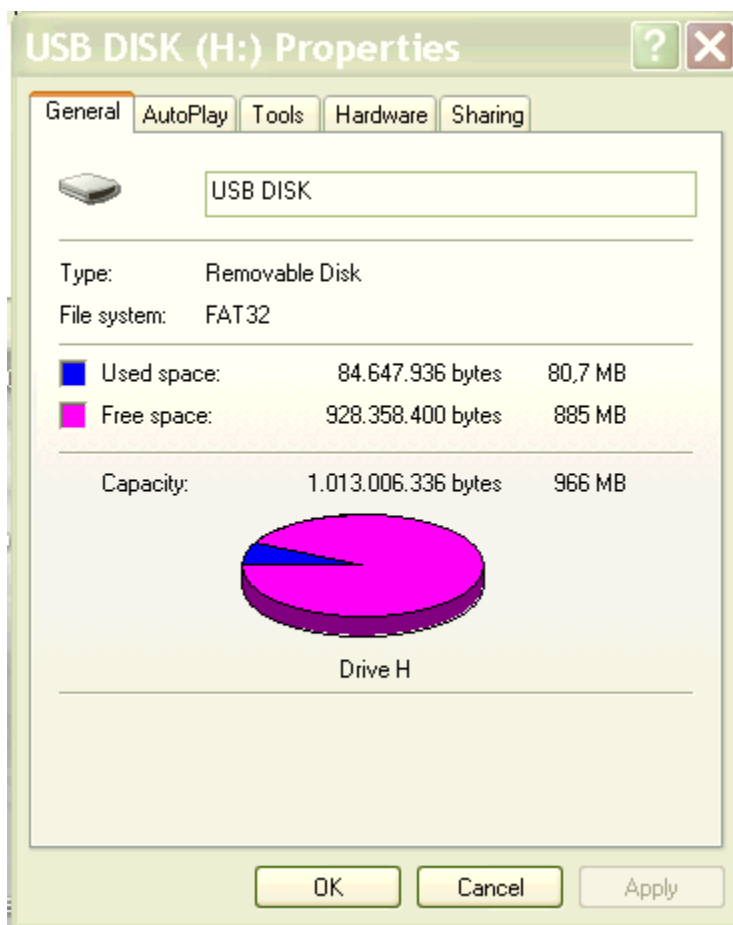 USB DISK (H:) Properties
General AutoPlay Tools Hardware Sharing
USB DISK
Type: Removable Disk
File system: FAT32
Used space: 84.647.936 bytes 80,7 MB
Free space: 928.358.400 bytes 885 MB
Capacity: 1.013.006.336 bytes 966 MB
Drive H
OK Cancel Apply